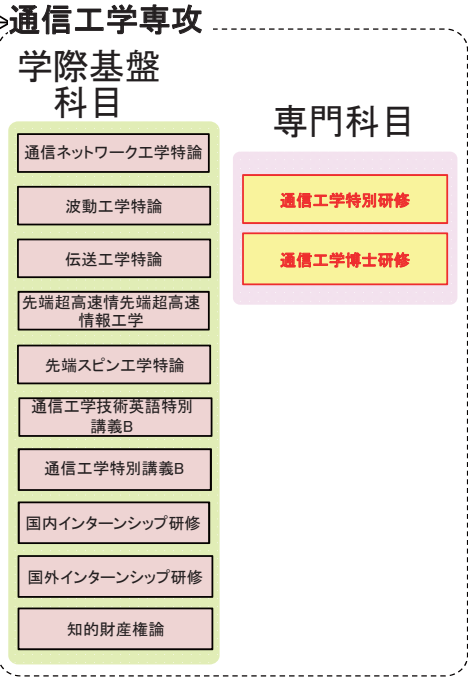 通信工学専攻
学際基盤
科目
通信ネットワーク工学特論
波動工学特論
伝送工学特論
先端超高速情先端超高速
情報工学
先端スピン工学特論
通信工学技術英語特別
講義B
通信工学特別講義B
国内インターンシップ研修
国外インターンシップ研修
知的財産権論
専門科目
通信工学特別研修
通信工学博士研修